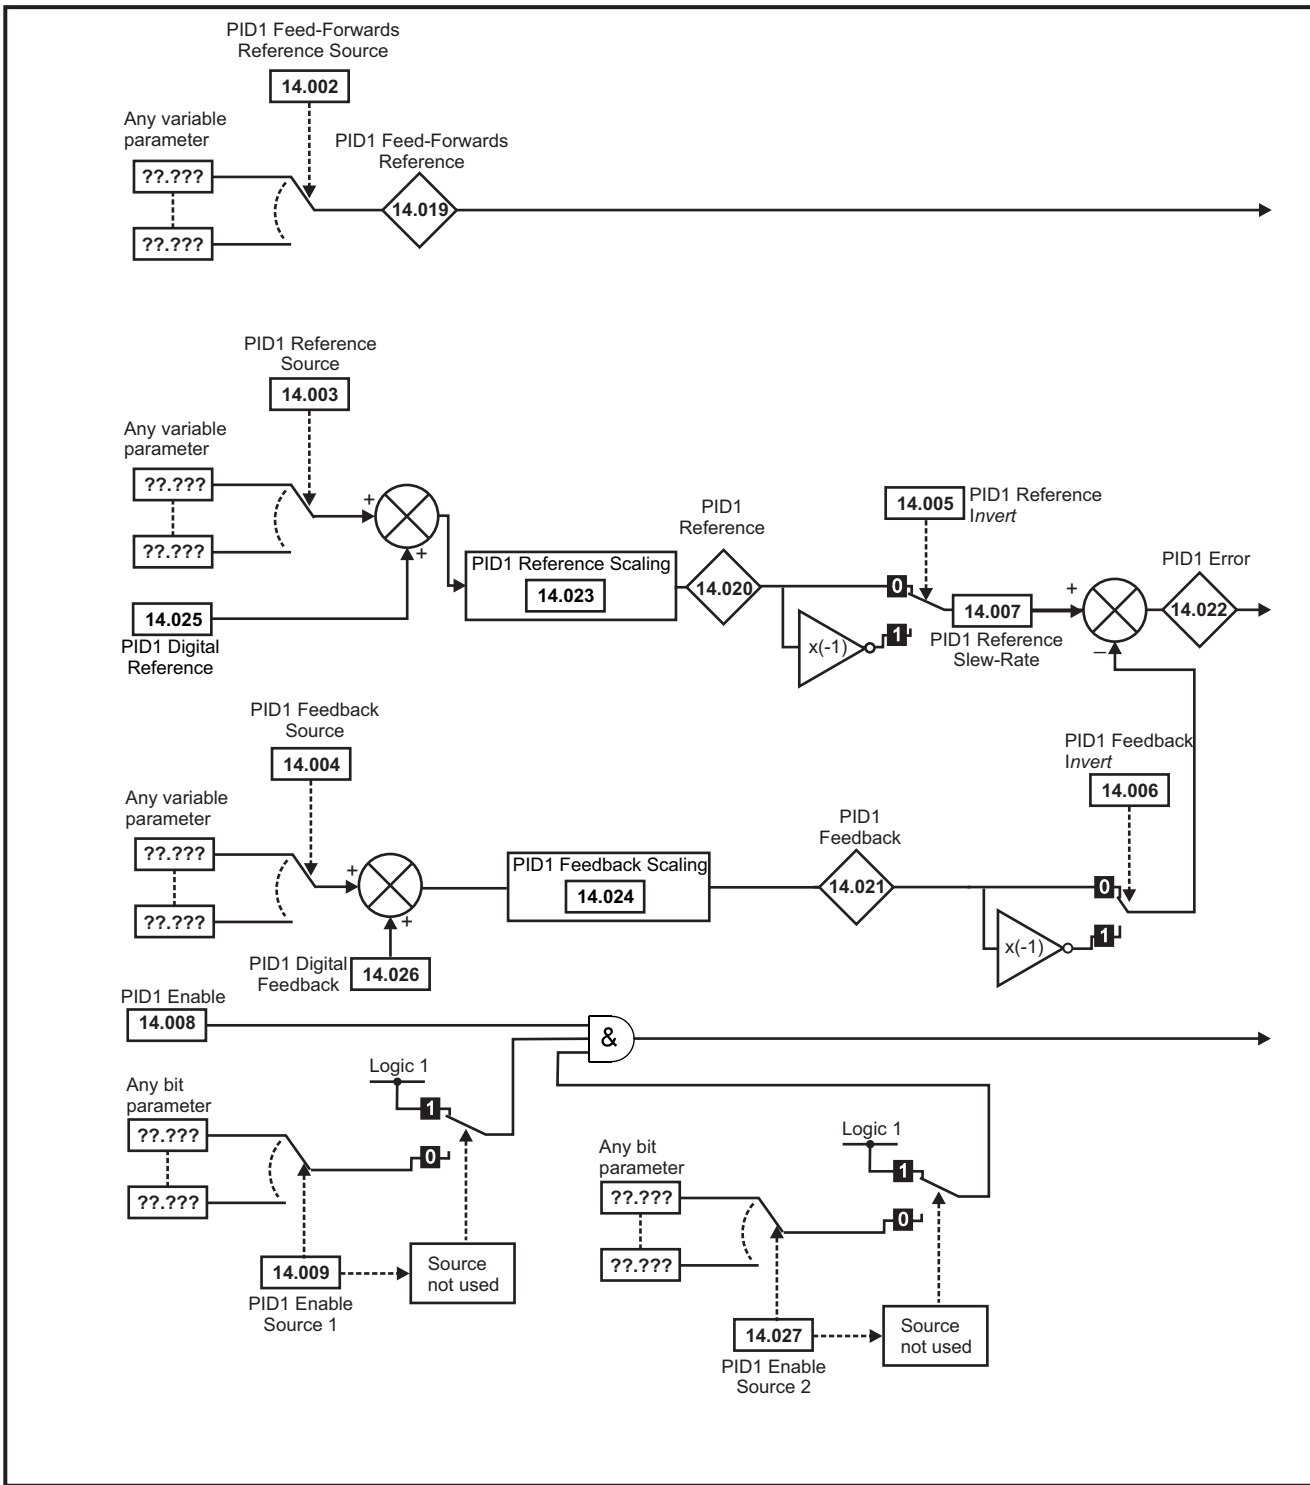 PID1 Feed-Forwards
Reference Source
14.002
Any variable
parameter
PID1 Feed-Forwards
Reference
??.???
14.019
??.???
PID1 Reference
Source
14.003
Any variable
parameter
??.???
+
??.???
+
PID1 Reference Scaling
14.023
PID1
Reference
14.020
14.005
PID1 Reference
Invert
0
1
x(-1)
14.007
PID1 Reference
Slew-Rate
+
–
PID1 Error
14.022
14.025
PID1 Digital
Reference
PID1 Feedback
Source
14.004
PID1 Feedback
Invert
14.006
Any variable
parameter
??.???
+
??.???
+
PID1 Digital
Feedback
14.026
PID1 Feedback Scaling
14.024
PID1
Feedback
14.021
0
1
x(-1)
PID1 Enable
14.008
&
Logic 1
1
0
Any bit
parameter
??.???
??.???
14.009
PID1 Enable
Source 1
Source
not used
Logic 1
1
0
Any bit
parameter
??.???
??.???
14.027
PID1 Enable
Source 2
Source
not used